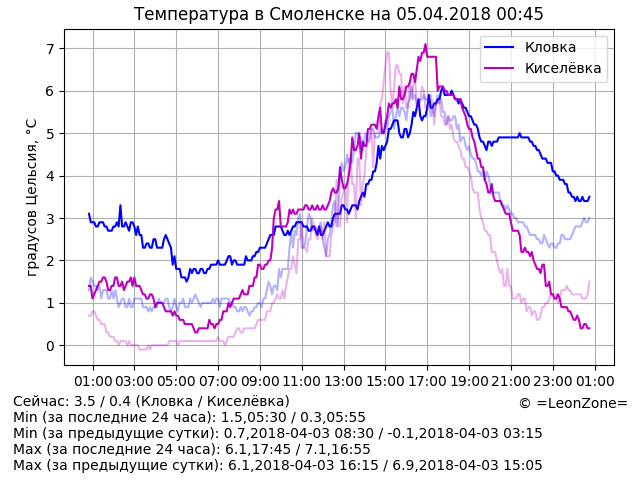 Температура в Смоленске на 05.04.2018 00:45
Кловка
Киселёвка
градусов Цельсия, °C
7
6
5
4
3
2
1
0
01:00 03:00 05:00 07:00 09:00 11:00 13:00 15:00 17:00 19:00 21:00 23:00 01:00
Сейчас: 3.5 / 0.4 (Кловка / Киселёвка)
© =LeonZone=
Min (за последние 24 часа): 1.5,05:30 / 0.3,05:55
Min (за предыдущие сутки): 0.7,2018-04-03 08:30 / -0.1,2018-04-03 03:15
Max (за последние 24 часа): 6.1,17:45 / 7.1,16:55
Max (за предыдущие сутки): 6.1,2018-04-03 16:15 / 6.9,2018-04-03 15:05